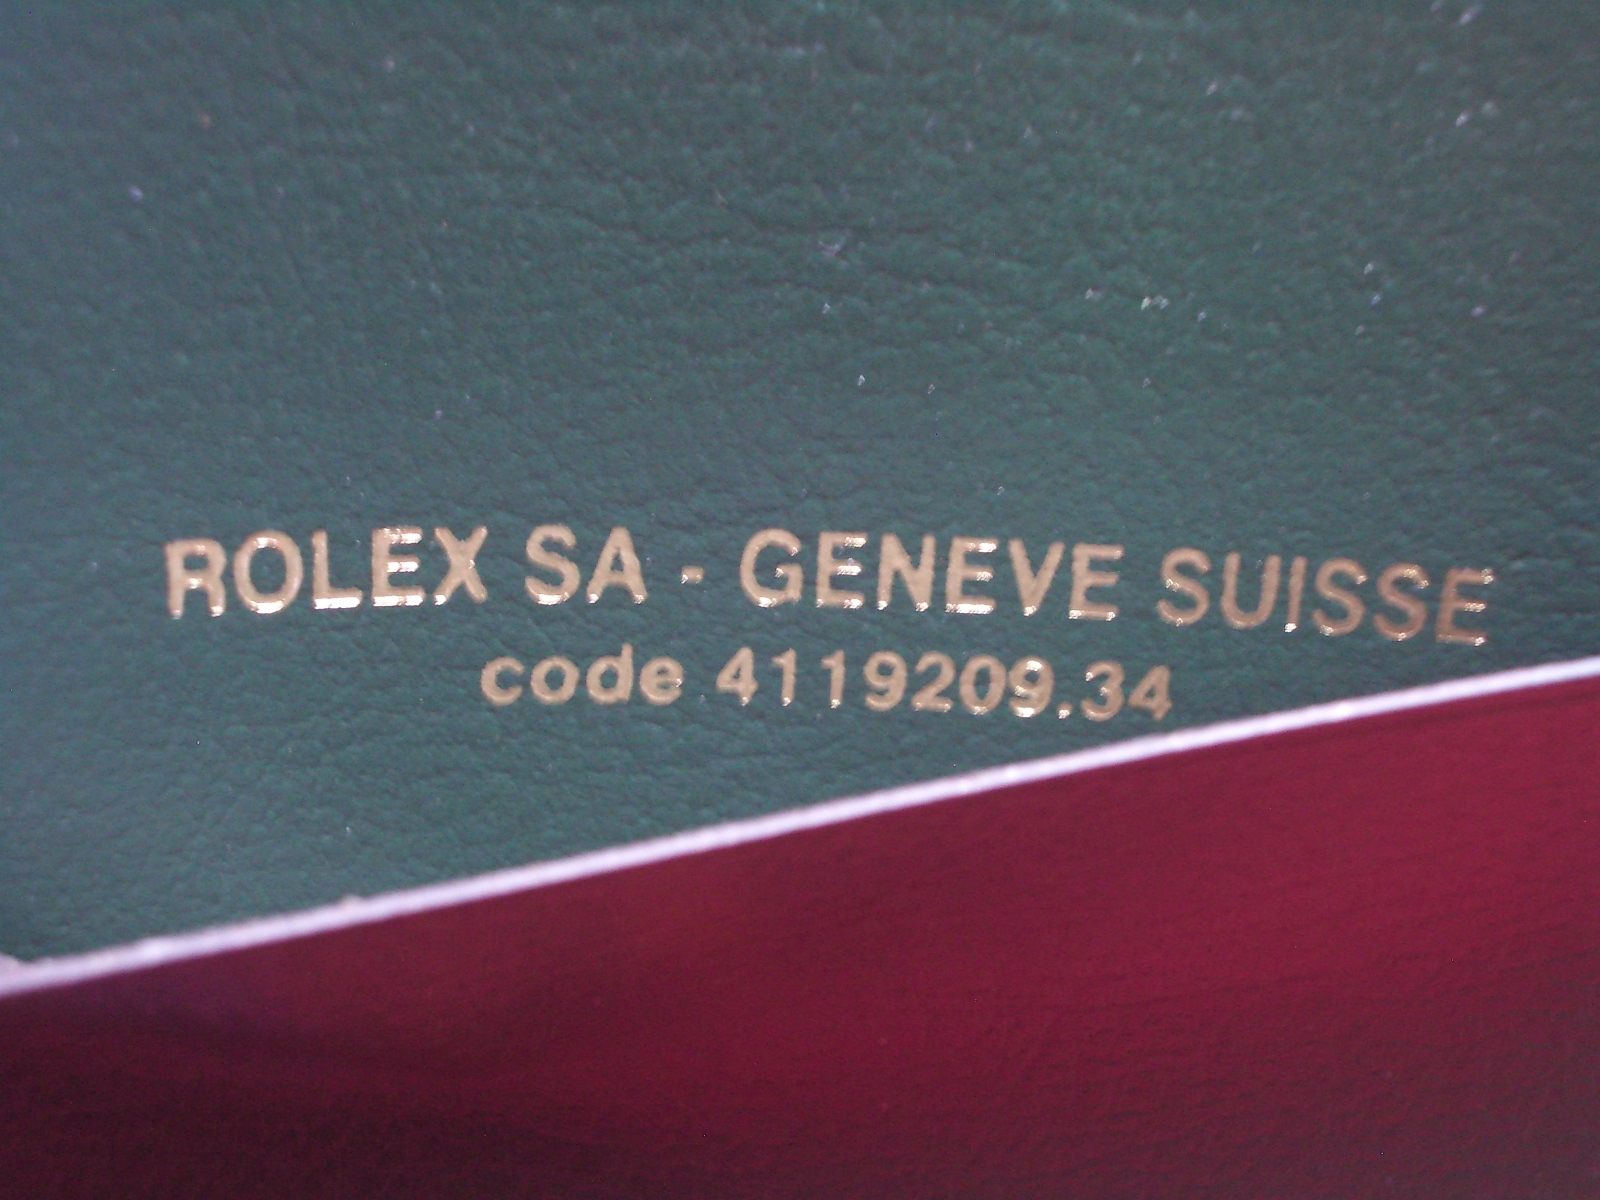 ROLEX SA - GENEVE SUISSE
code 4119209.34